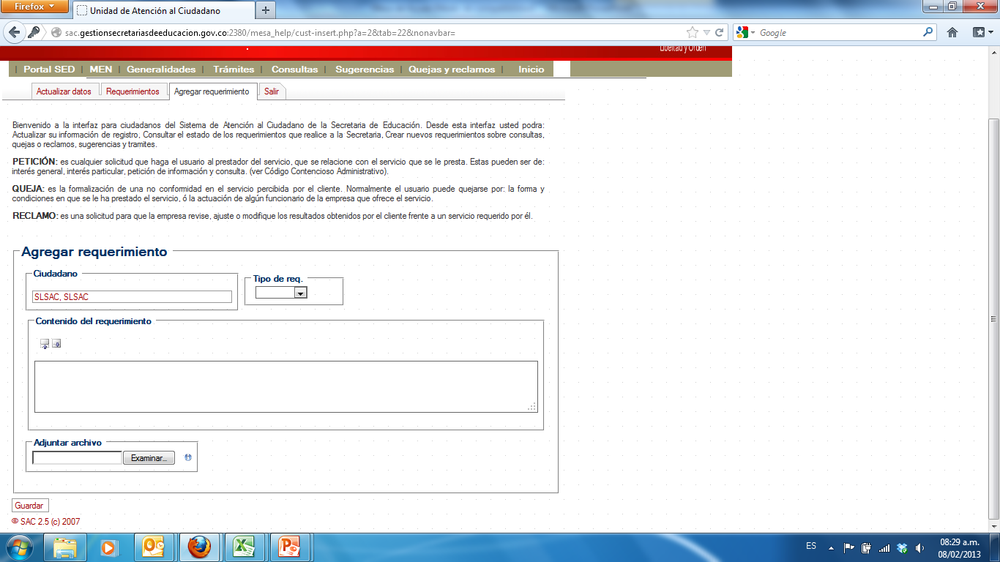 Firefox
Unidad de Atención al Ciudadano
sac.gestionsecretariasdeeducacion.gov.co:2380/mesa_help/cust-insert.php?a=2&tab=22&nonavbar=
Google
Libertad y Orden
| Portal SED | MEN | Generalidades | Trámites | Consultas | Sugerencias | Quejas y reclamos | Inicio
Actualizar datos Requerimientos Agregar requerimiento Salir
Bienvenido a la interfaz para ciudadanos del Sistema de Atención al Ciudadano de la Secretaria de Educación. Desde esta interfaz usted podra:
Actualizar su información de registro, Consultar el estado de los requerimientos que realice a la Secretaria, Crear nuevos requerimientos sobre consultas,
quejas o reclamos, sugerencias y tramites.
PETICIÓN: es cualquier solicitud que haga el usuario al prestador del servicio, que se relacione con el servicio que se le presta. Estas pueden ser de:
interés general, interés particular, petición de información y consulta. (ver Código Contencioso Administrativo).
QUEJA: es la formalización de una no conformidad en el servicio percibida por el cliente. Normalmente el usuario puede quejarse por: la forma y
condiciones en que se le ha prestado el servicio, ó la actuación de algún funcionario de la empresa que ofrece el servicio.
RECLAMO: es una solicitud para que la empresa revise, ajuste o modifique los resultados obtenidos por el cliente frente a un servicio requerido por él.
Agregar requerimiento
Ciudadano
Tipo de req.
SLSAC, SLSAC
Contenido del requerimiento
Adjuntar archivo
Examinar...
Guardar
© SAC 2.5 (c) 2007
ES
08:29 a.m.
08/02/2013